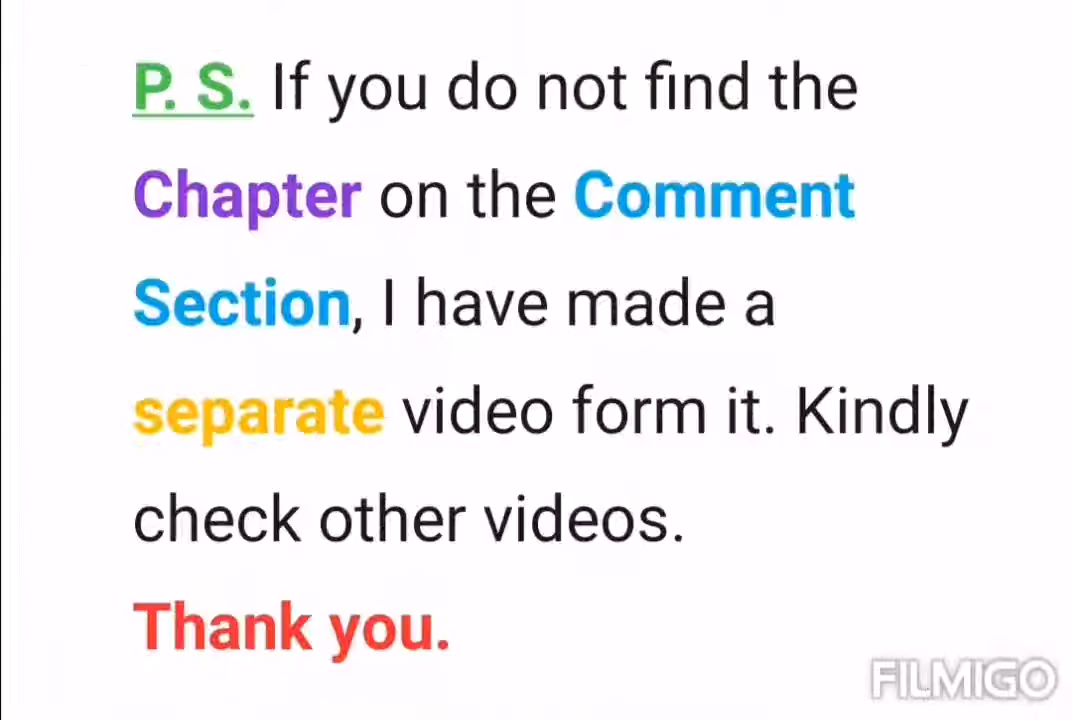 P. S. If you do not find the
Chapter on the Comment
Section, I have made a
separate video form it. Kindly
check other videos.
Thank you.
FILMIGO